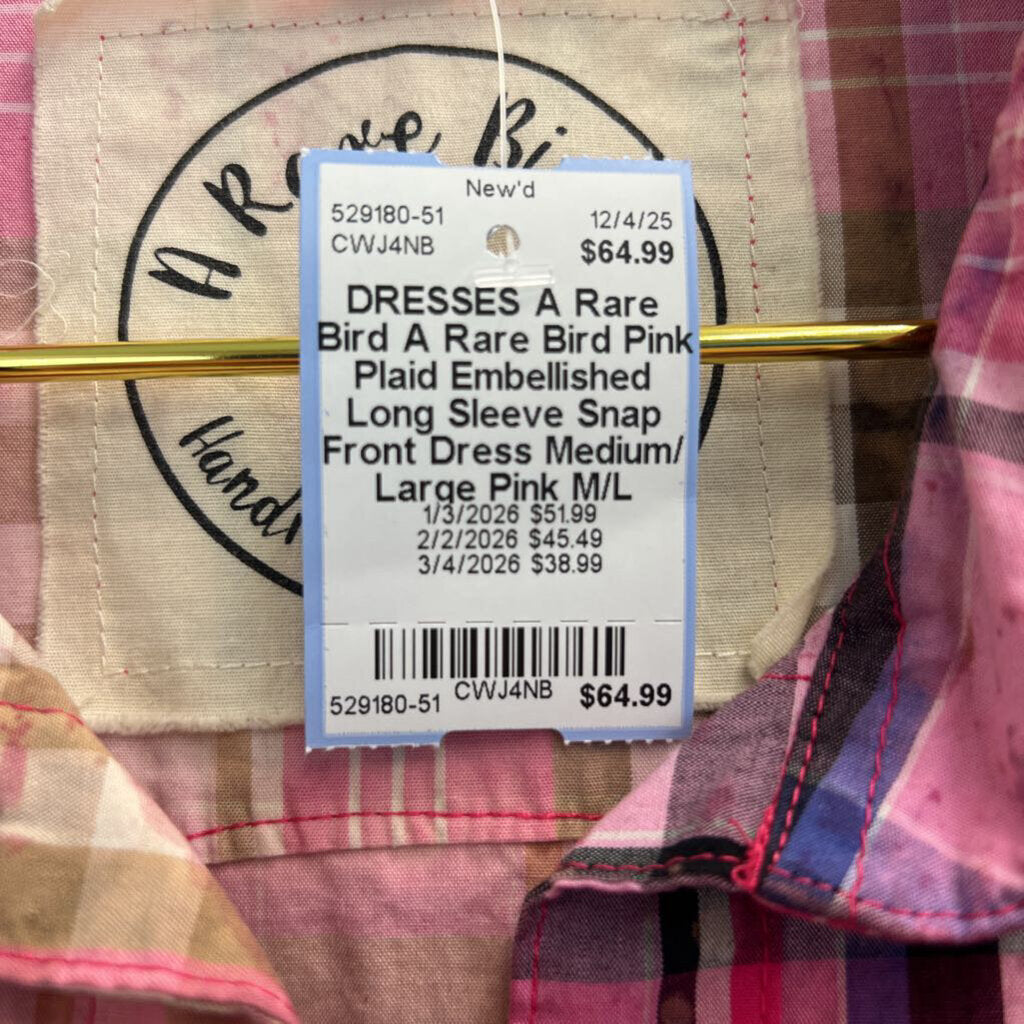 A Rare Bi
New'd
529180-51 12/4/25
CWJ4NB $64.99
DRESSES A Rare
Bird A Rare Bird Pink
Plaid Embellished
Long Sleeve Snap
Front Dress Medium/
Large Pink M/L
1/3/2026 $51.99
2/2/2026 $45.49
3/4/2026 $38.99
529180-51 CWJ4NB $64.99